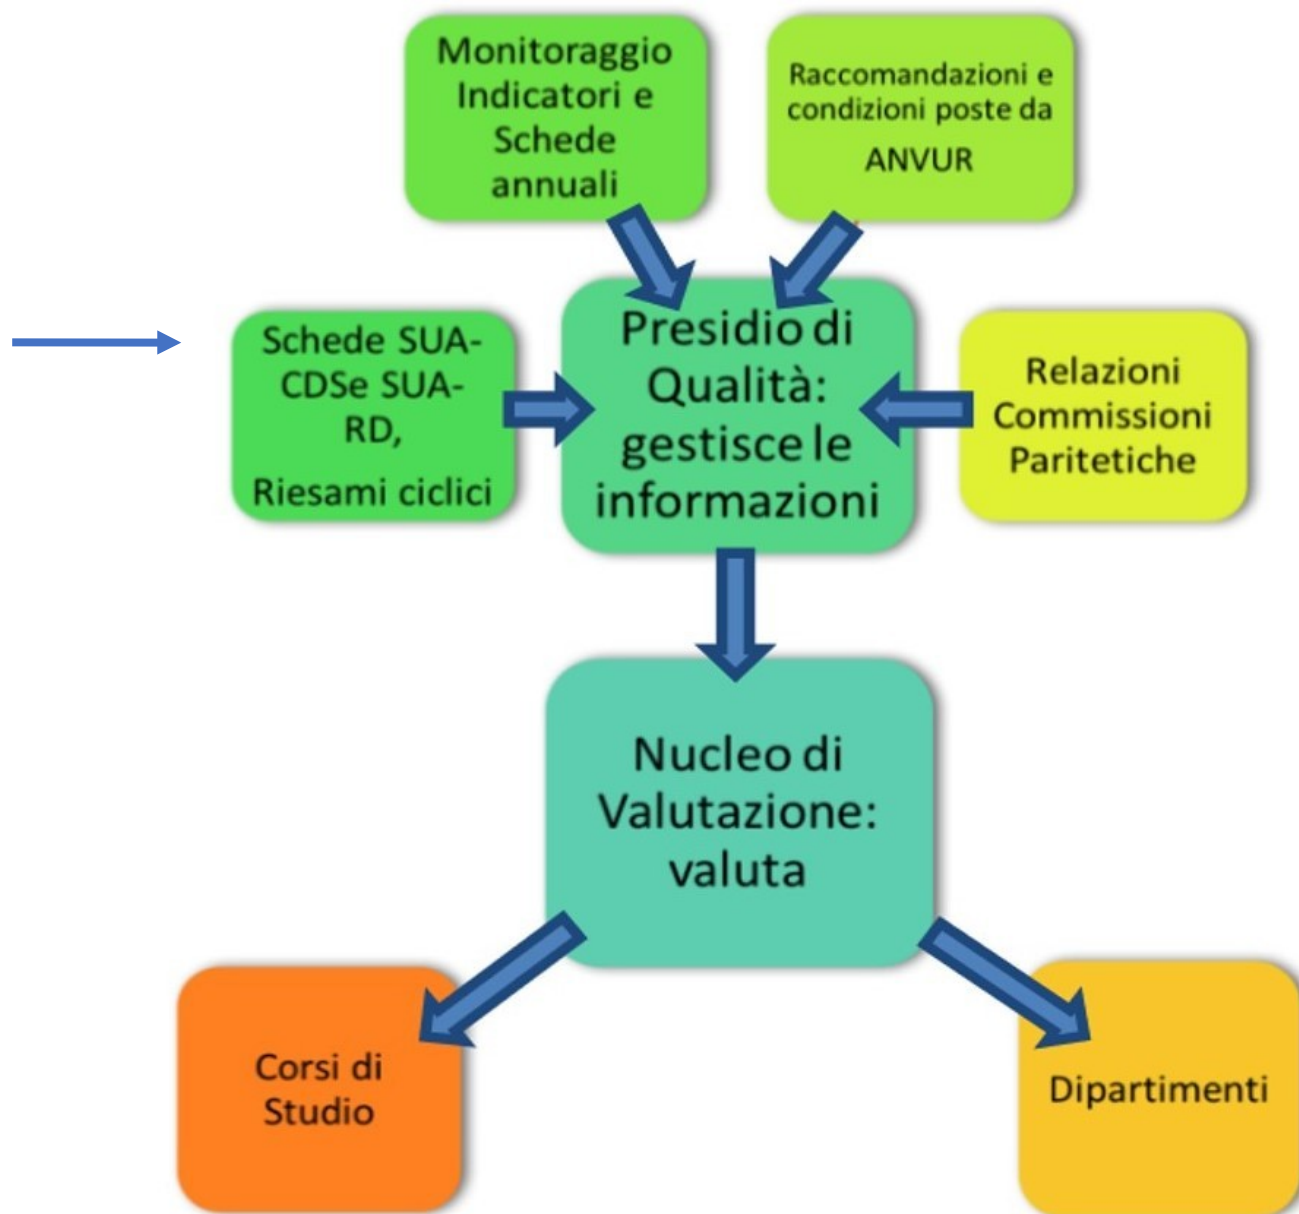 Monitoraggio
Indicatori e
Schede
annuali
Raccomandazioni e
condizioni poste da
ANVUR
Schede SUA-
CDSe SUA-
RD,
Riesami ciclici
Presidio di
Qualità:
gestisce le
informazioni
Relazioni
Commissioni
Paritetiche
Nucleo di
Valutazione:
valuta
Corsi di
Studio
Dipartimenti